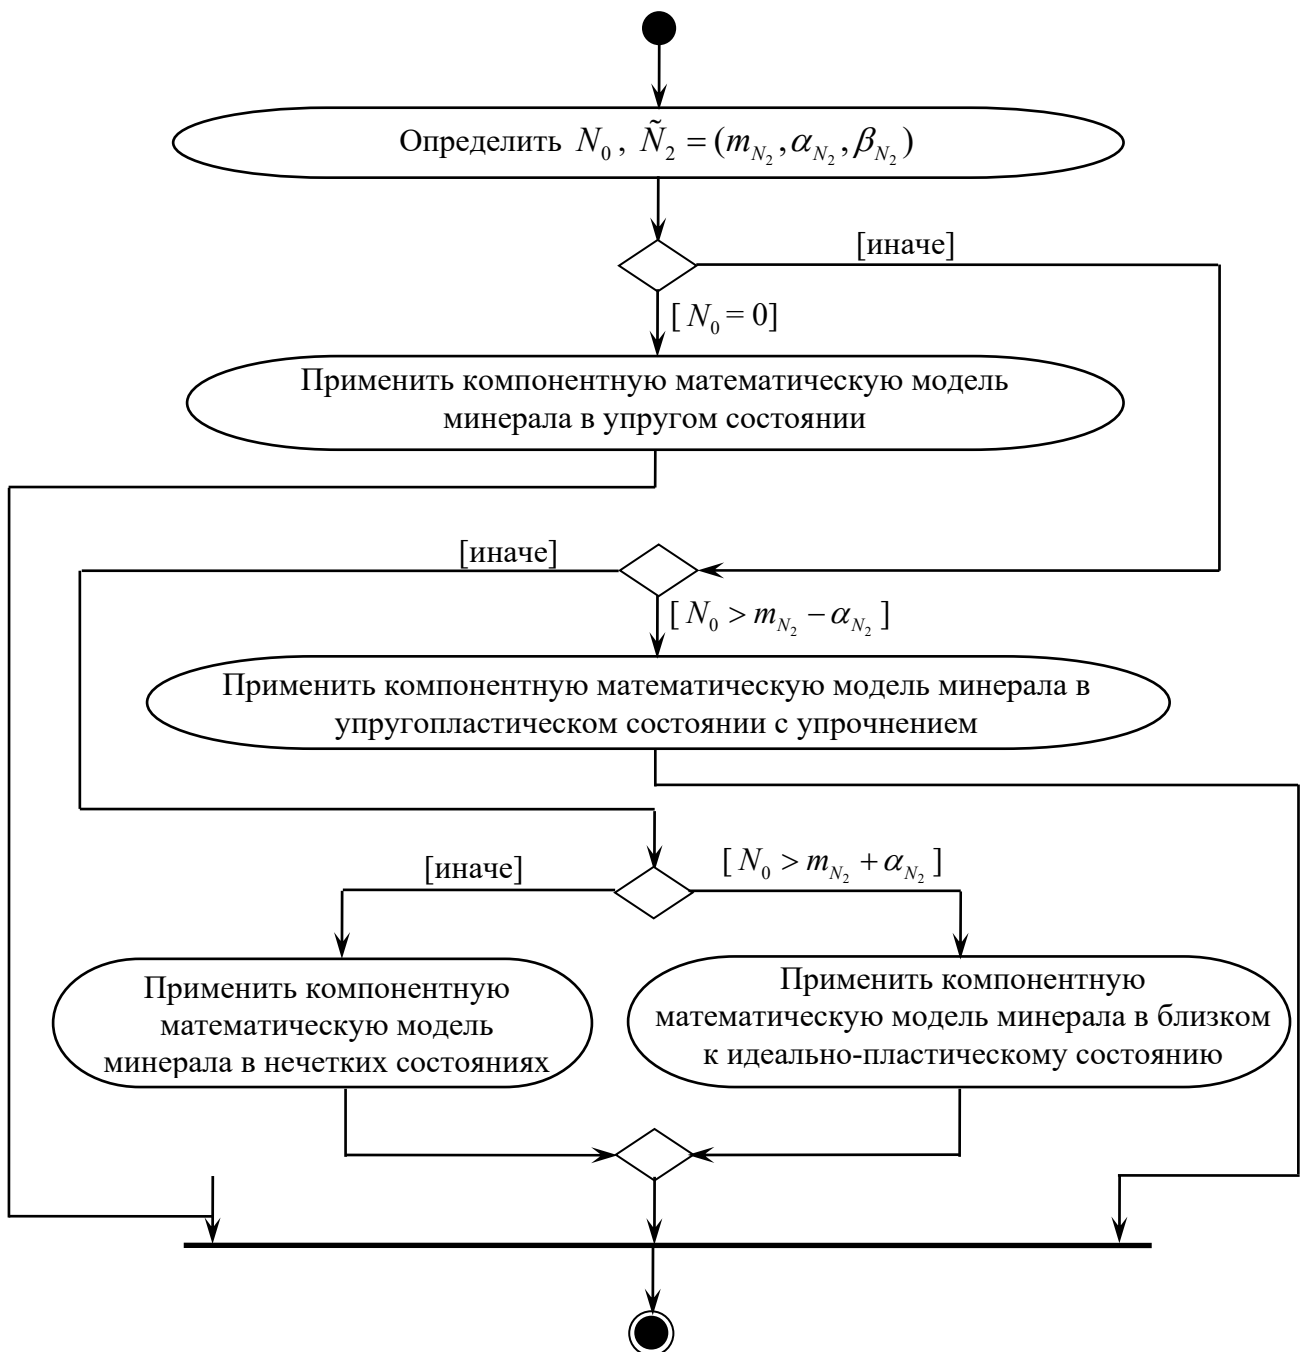 Определить N₀, Ñ₂ = (m_{N₂}, α_{N₂}, β_{N₂})
[иначе]
[ N₀ = 0]
Применить компонентную математическую модель
минерала в упругом состоянии
[иначе]
[ N₀ > m_{N₂} − α_{N₂} ]
Применить компонентную математическую модель минерала в
упругопластическом состоянии с упрочнением
[иначе]
[ N₀ > m_{N₂} + α_{N₂} ]
Применить компонентную
математическую модель
минерала в нечетких состояниях
Применить компонентную
математическую модель минерала в близком
к идеально-пластическому состоянию